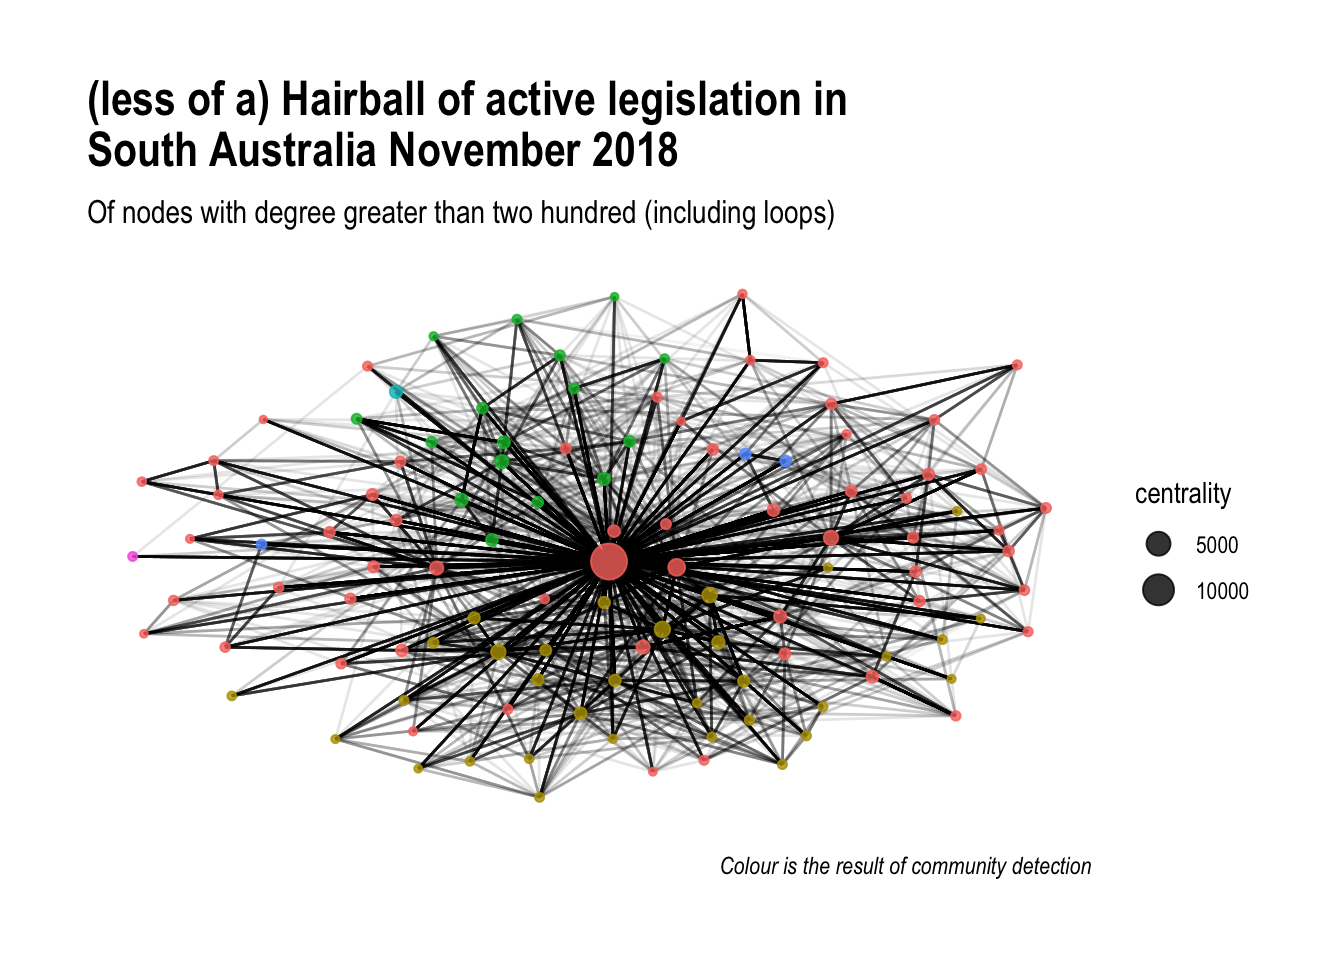 (less of a) Hairball of active legislation in
South Australia November 2018
Of nodes with degree greater than two hundred (including loops)
centrality
5000
10000
Colour is the result of community detection